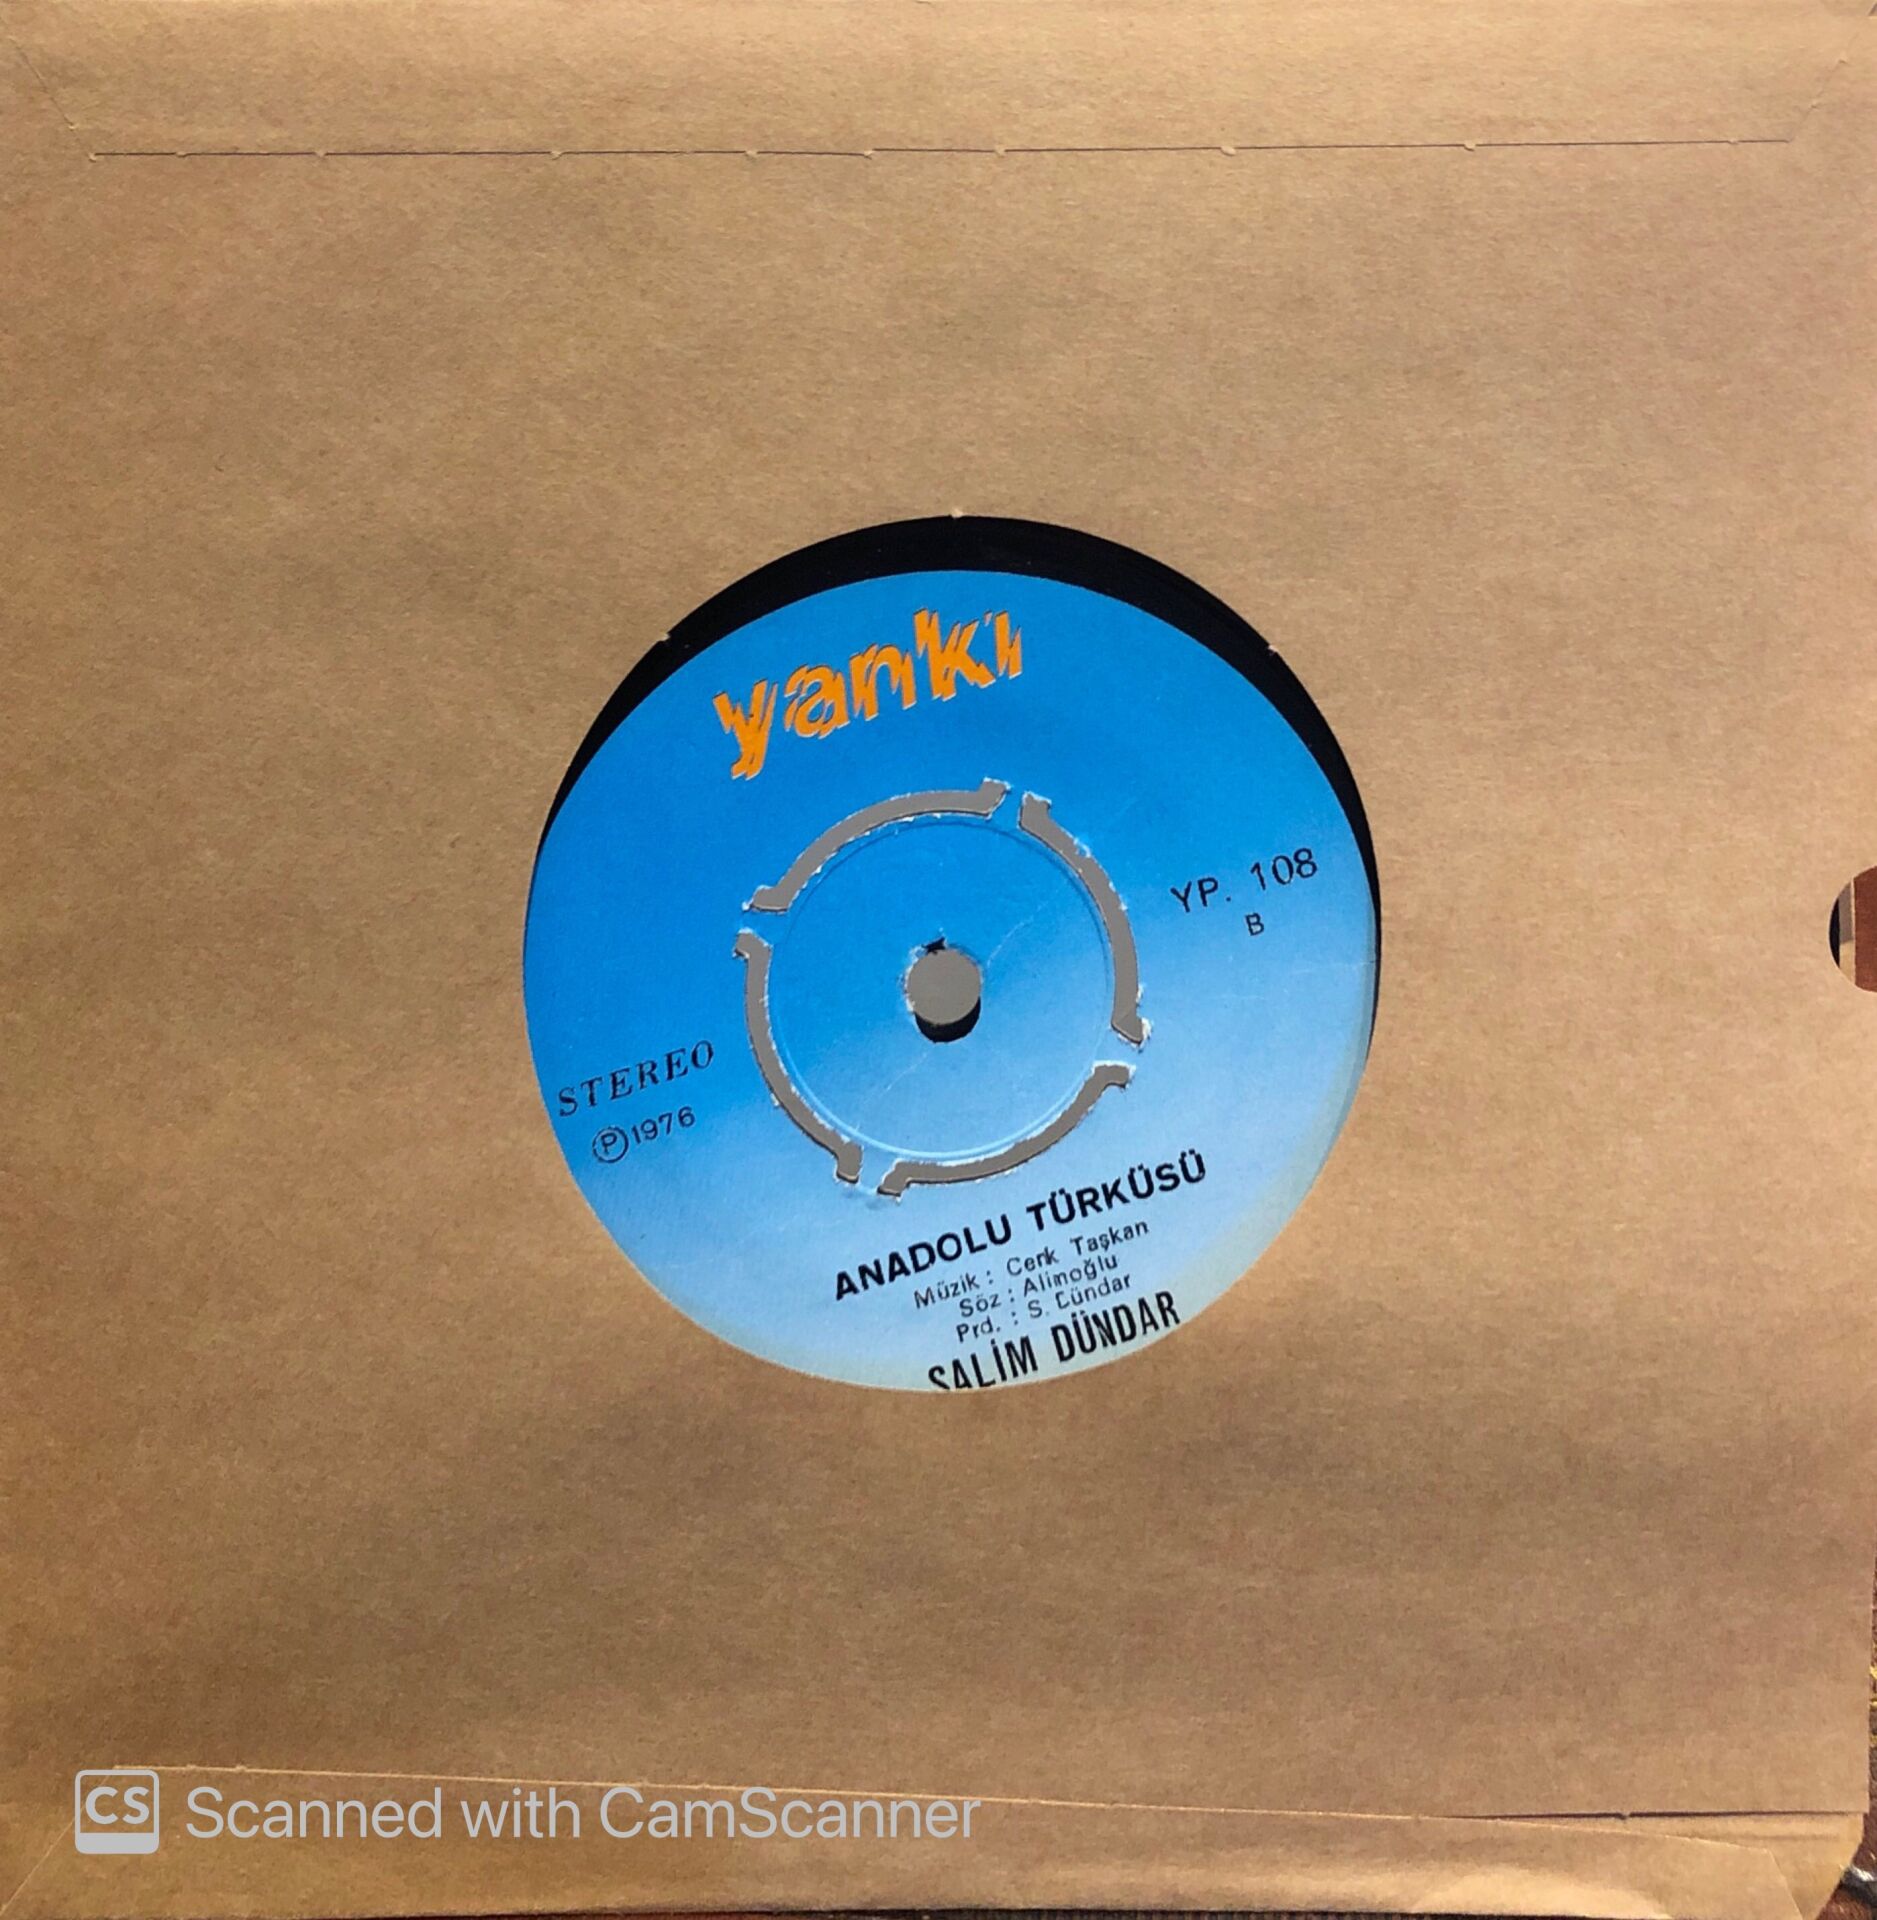 yankı
YP. 108
B
STEREO
Ⓟ1976
ANADOLU TÜRKÜSÜ
Müzik : Cenk Taşkan
Söz : Alimoğlu
Prd. : S. Dündar
SALİM DÜNDAR
CS Scanned with CamScanner